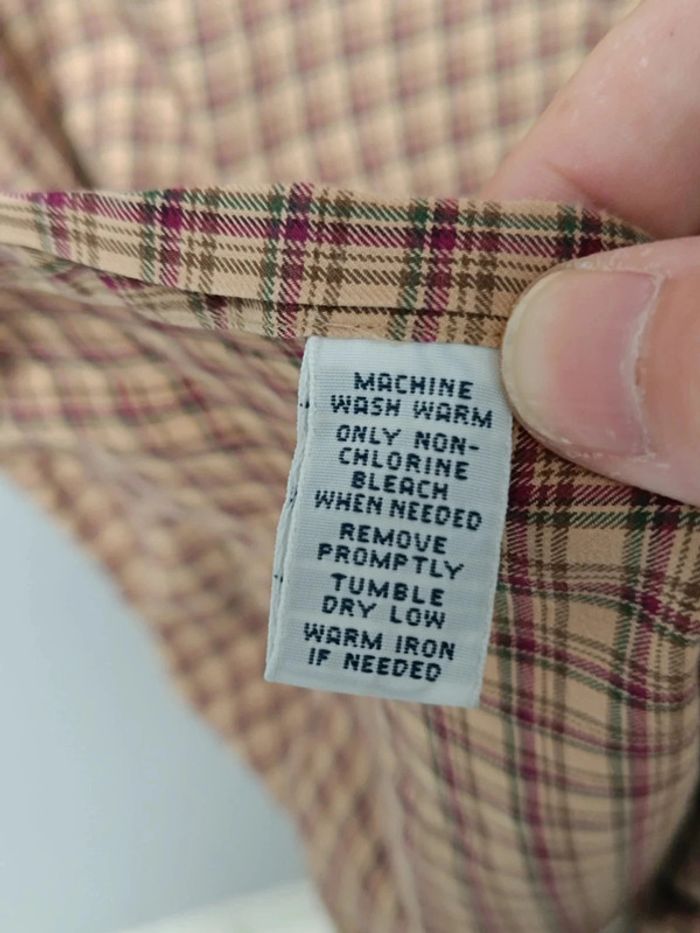 MACHINE
WASH WARM
ONLY NON-
CHLORINE
BLEACH
WHEN NEEDED
REMOVE
PROMPTLY
TUMBLE
DRY LOW
WARM IRON
IF NEEDED